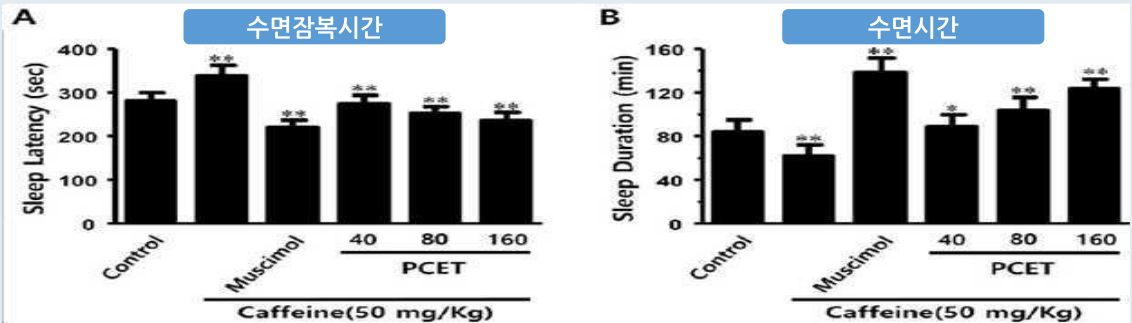 A
수면잠복시간
Sleep Latency (sec)
400
300
200
100
0
**
**
**
**
**
Control
Muscimol
40 80 160
PCET
Caffeine(50 mg/Kg)
B
수면시간
Sleep Duration (min)
160
120
80
40
0
**
**
*
**
**
Control
Muscimol
40 80 160
PCET
Caffeine(50 mg/Kg)